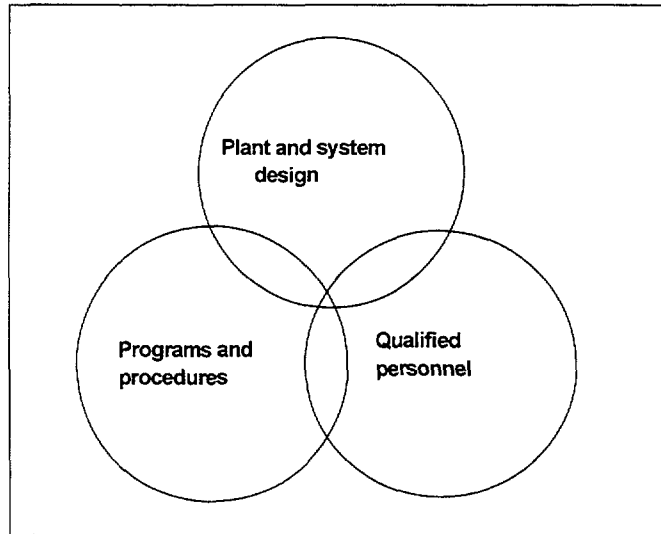 Plant and system
design
Programs and
procedures
Qualified
personnel